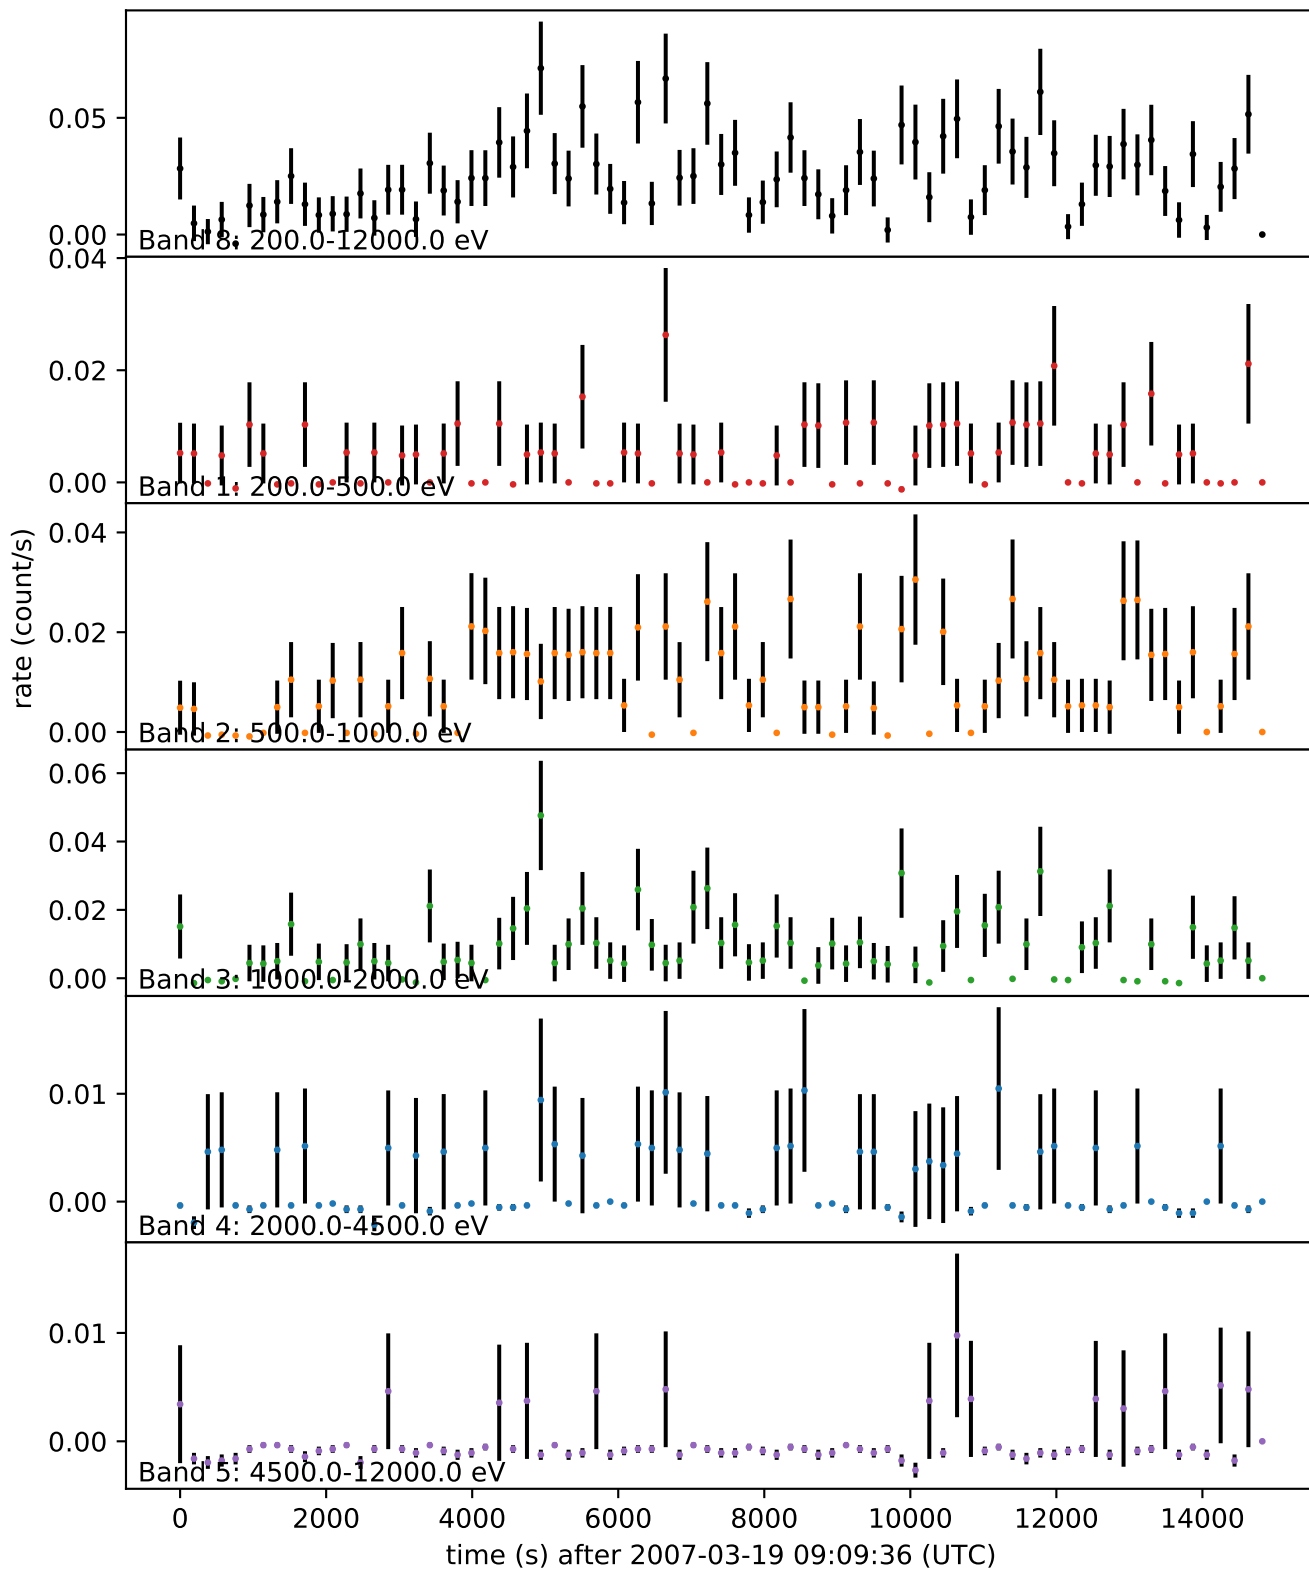 0.05
0.00
Band 8: 200.0-12000.0 eV
0.04
0.02
0.00
Band 1: 200.0-500.0 eV
rate (count/s)
0.04
0.02
0.00
Band 2: 500.0-1000.0 eV
0.06
0.04
0.02
0.00
Band 3: 1000.0-2000.0 eV
0.01
0.00
Band 4: 2000.0-4500.0 eV
0.01
0.00
Band 5: 4500.0-12000.0 eV
0 2000 4000 6000 8000 10000 12000 14000
time (s) after 2007-03-19 09:09:36 (UTC)